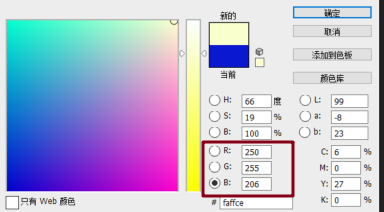 新的
当前
确定
取消
添加到色板
颜色库
H: 66 度
S: 19 %
B: 100 %
R: 250
G: 255
B: 206
# faffce
L: 99
a: -8
b: 23
C: 6 %
M: 0 %
Y: 27 %
K: 0 %
只有 Web 颜色